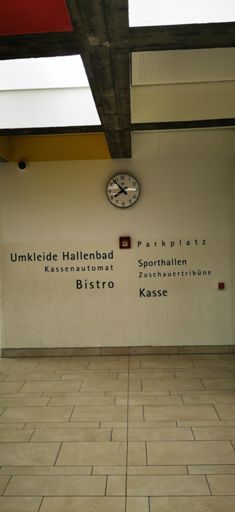 Umkleide Hallenbad
Kassenautomat
Bistro
Parkplatz
Sporthallen
Zuschauertribüne
Kasse